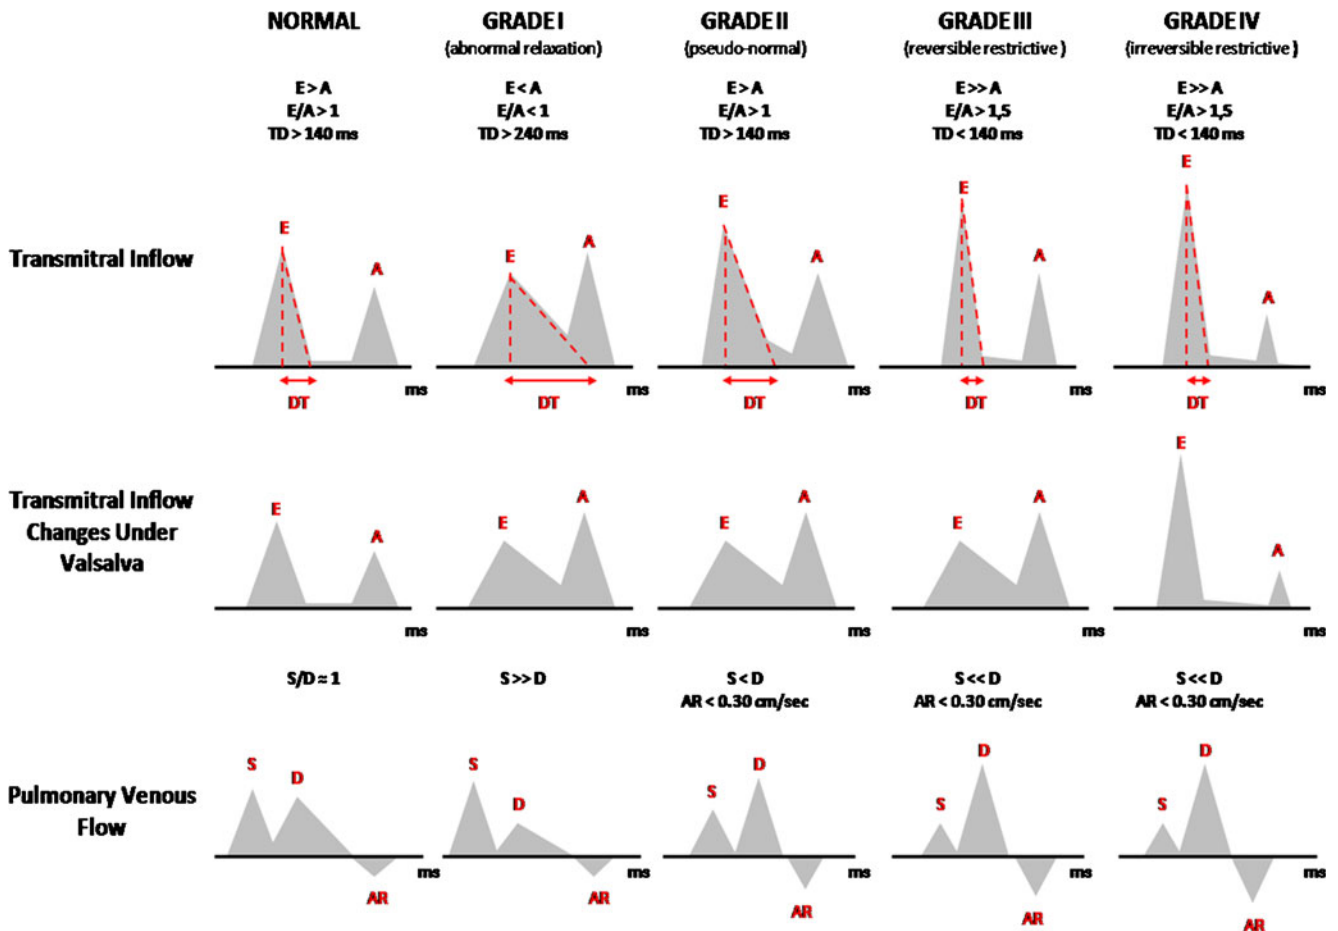 NORMAL
GRADE I
GRADE II
GRADE III
GRADE IV
(abnormal relaxation)
(pseudo-normal)
(reversible restrictive )
(irreversible restrictive )
E > A
E/A > 1
TD > 140 ms
E < A
E/A < 1
TD > 240 ms
E > A
E/A > 1
TD > 140 ms
E >> A
E/A > 1,5
TD < 140 ms
E >> A
E/A > 1,5
TD < 140 ms
Transmitral Inflow
E
A
ms
DT
E
A
ms
DT
E
A
ms
DT
E
A
ms
DT
E
A
ms
DT
Transmitral Inflow
Changes Under
Valsalva
E
A
ms
E
A
ms
E
A
ms
E
A
ms
E
A
ms
S/D ≈ 1
S >> D
S < D
AR < 0.30 cm/sec
S << D
AR < 0.30 cm/sec
S << D
AR < 0.30 cm/sec
Pulmonary Venous
Flow
S
D
ms
AR
S
D
ms
AR
S
D
ms
AR
S
D
ms
AR
S
D
ms
AR